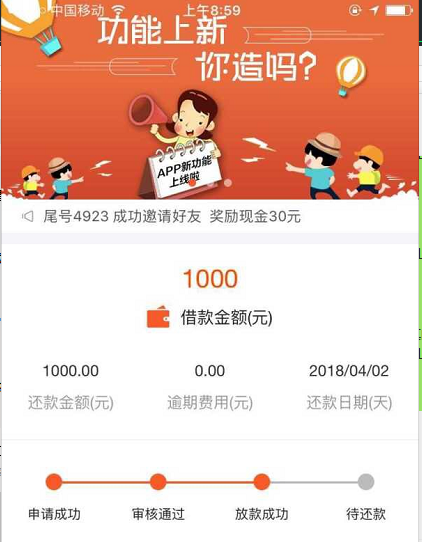 中国移动 上午8:59
功能上新
你造吗?
APP新功能
上线啦
尾号4923 成功邀请好友 奖励现金30元
1000
借款金额(元)
1000.00 0.00 2018/04/02
还款金额(元) 逾期费用(元) 还款日期(天)
申请成功 审核通过 放款成功 待还款